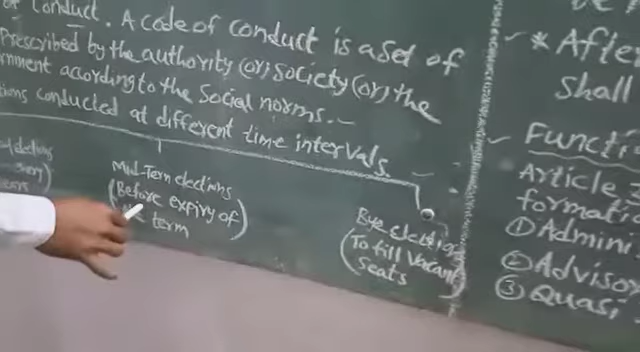 of Conduct. A code of conduct is a set of
Prescribed by the authority (or) society (or) the
rnment according to the Social norms.
tions conducted at different time intervals.
Mid-Term elections
(Before expiry of
term)
Bye elections
(To fill Vacant
Seats
* After
Shall
Functi
Article
formati
① Admini
② Advisor
③ Quasi